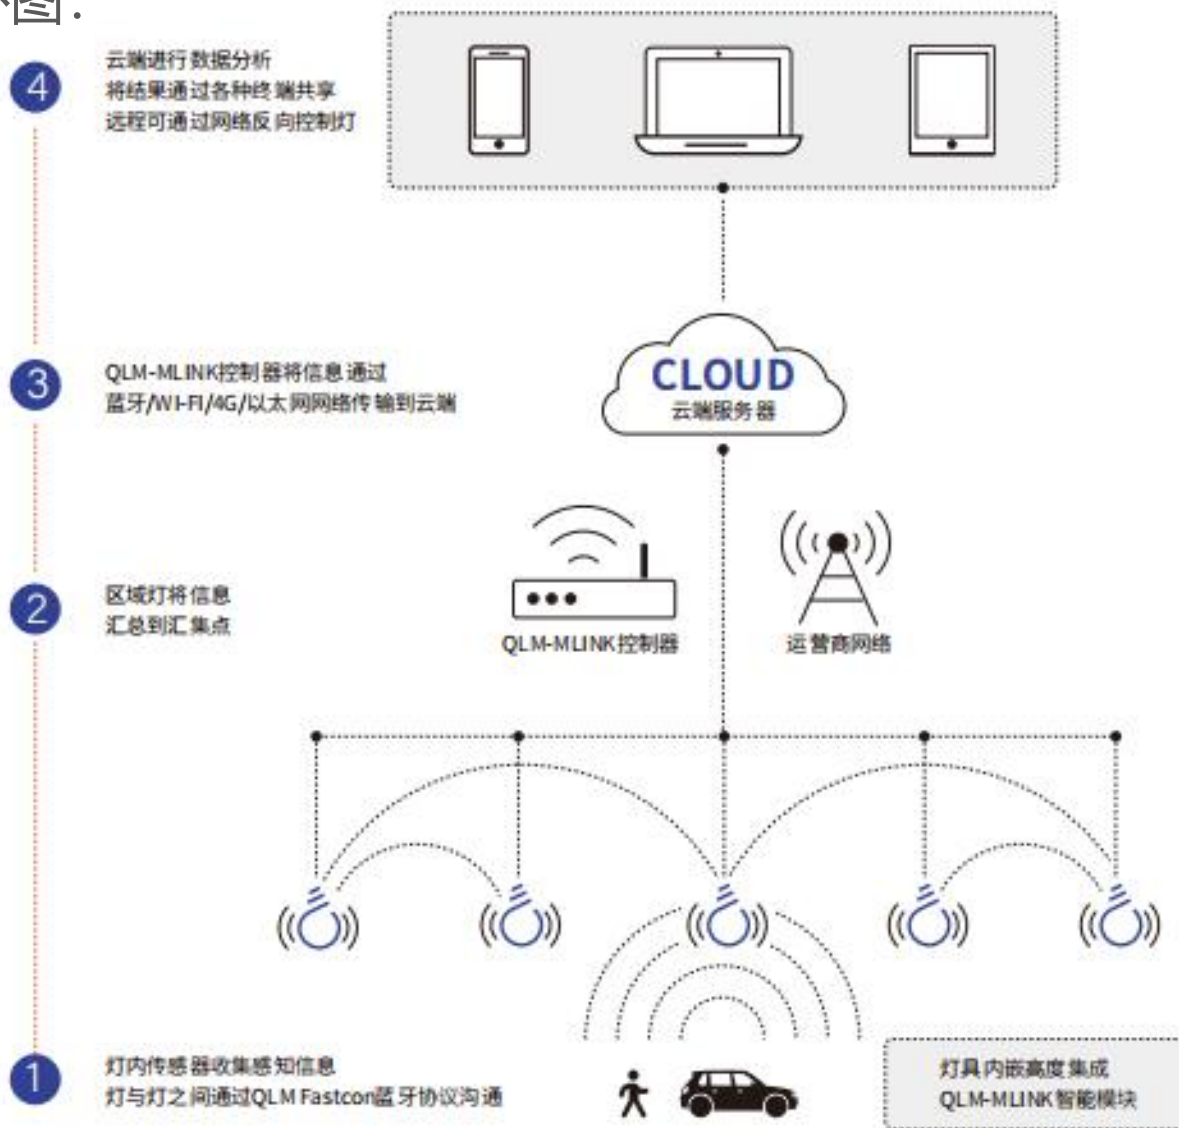 图:
4
云端进行数据分析
将结果通过各种终端共享
远程可通过网络反向控制灯
3
QLM-MLINK控制器将信息通过
蓝牙/WI-FI/4G/以太网网络传输到云端
CLOUD
云端服务器
2
区域灯将信息
汇总到汇集点
QLM-MLINK控制器
运营商网络
1
灯内传感器收集感知信息
灯与灯之间通过QLM Fastcon蓝牙协议沟通
灯具内嵌高度集成
QLM-MLINK智能模块